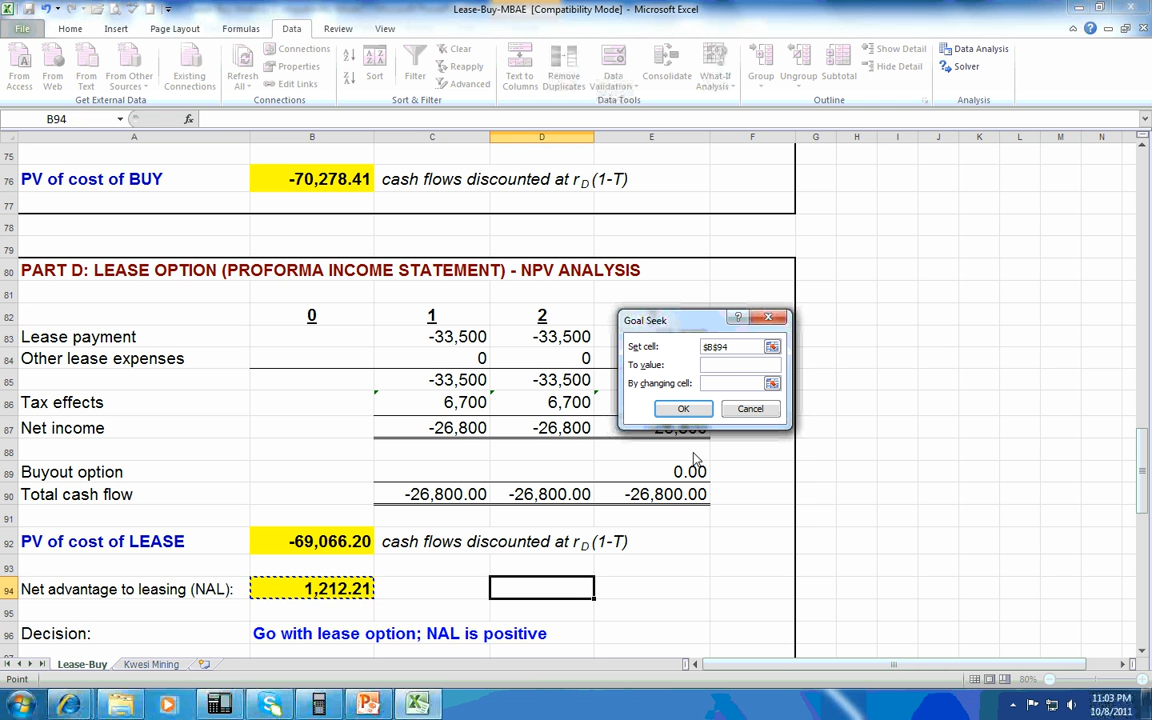 Lease-Buy-MBAE [Compatibility Mode] - Microsoft Excel
File Home Insert Page Layout Formulas Data Review View
From Access From Web From Text From Other Sources Existing Connections
Refresh All Connections Properties Edit Links
Sort Filter Clear Reapply Advanced
Text to Columns Remove Duplicates Data Validation Consolidate What-If Analysis
Group Ungroup Subtotal Show Detail Hide Detail
Data Analysis Solver
Get External Data Connections Sort & Filter Data Tools Outline Analysis
B94 fx
A B C D E F G H I J K L M N
75
76 PV of cost of BUY -70,278.41 cash flows discounted at rD(1-T)
77
78
79
80 PART D: LEASE OPTION (PROFORMA INCOME STATEMENT) - NPV ANALYSIS
81
82 0 1 2
83 Lease payment -33,500 -33,500
84 Other lease expenses 0 0
85 -33,500 -33,500
86 Tax effects 6,700 6,700
87 Net income -26,800 -26,800
88
89 Buyout option 0.00
90 Total cash flow -26,800.00 -26,800.00 -26,800.00
91
92 PV of cost of LEASE -69,066.20 cash flows discounted at rD(1-T)
93
94 Net advantage to leasing (NAL): 1,212.21
95
96 Decision: Go with lease option; NAL is positive
Goal Seek
Set cell: $B$94
To value:
By changing cell:
OK Cancel
Lease-Buy Kwesi Mining
Point 80%
11:03 PM
10/8/2011